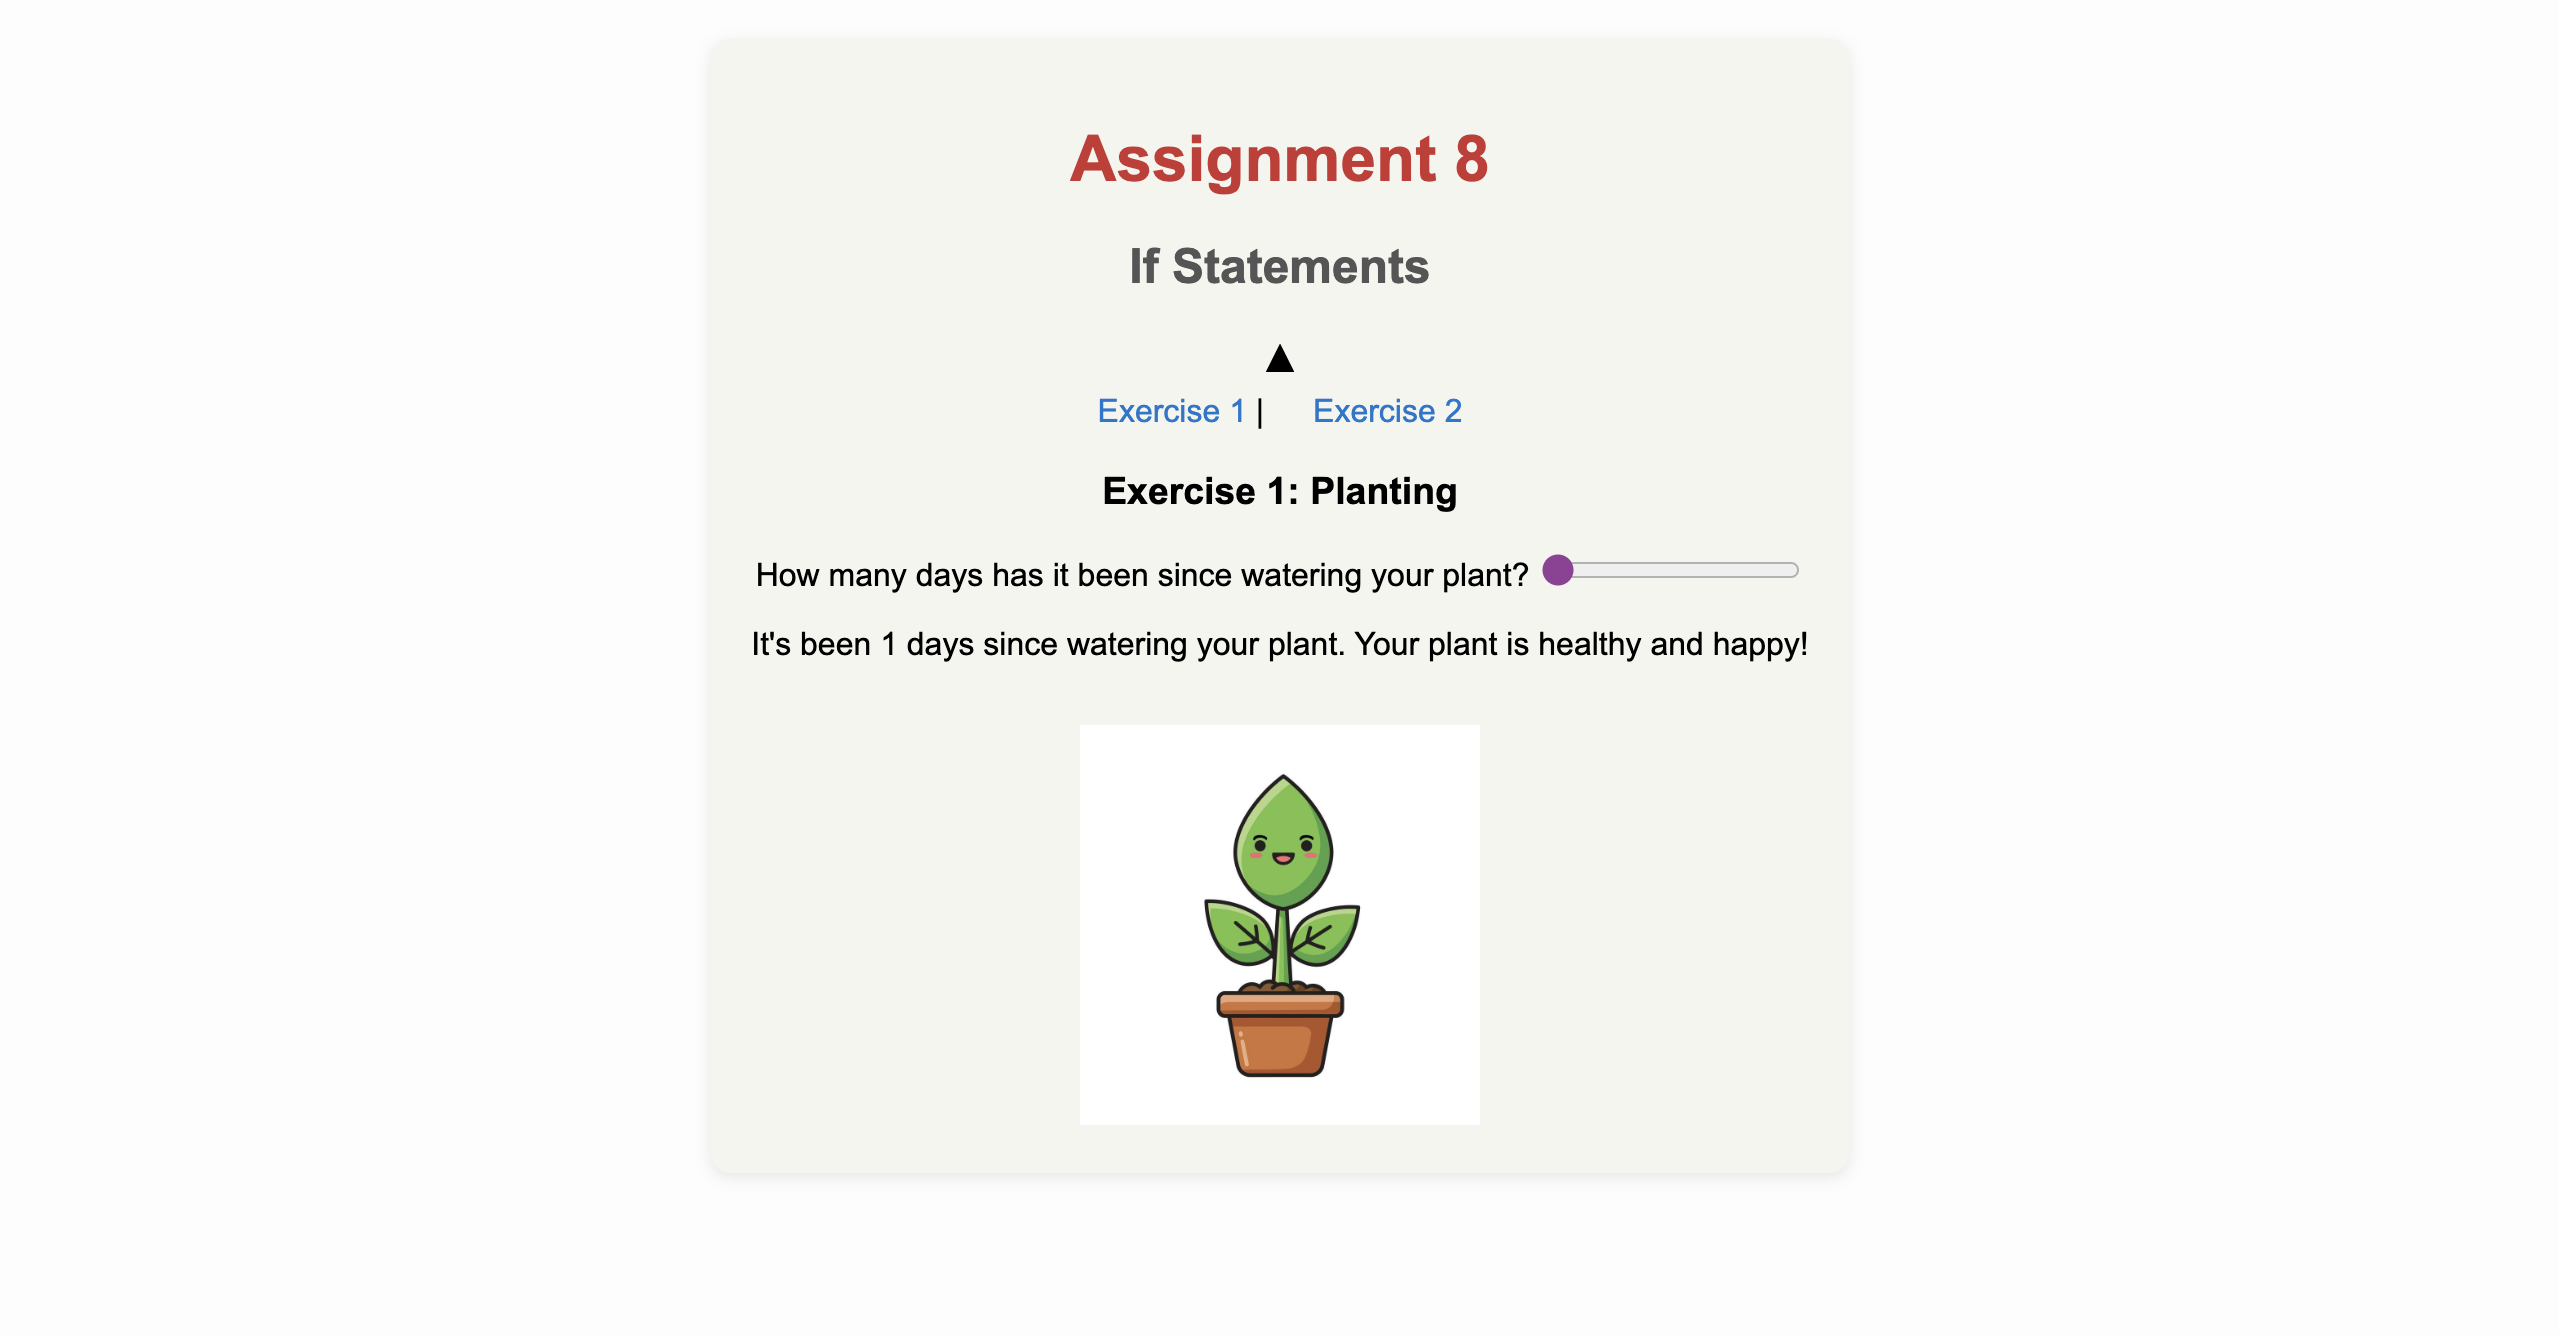 Assignment 8
If Statements
▲
Exercise 1 | Exercise 2
Exercise 1: Planting
How many days has it been since watering your plant?
It's been 1 days since watering your plant. Your plant is healthy and happy!